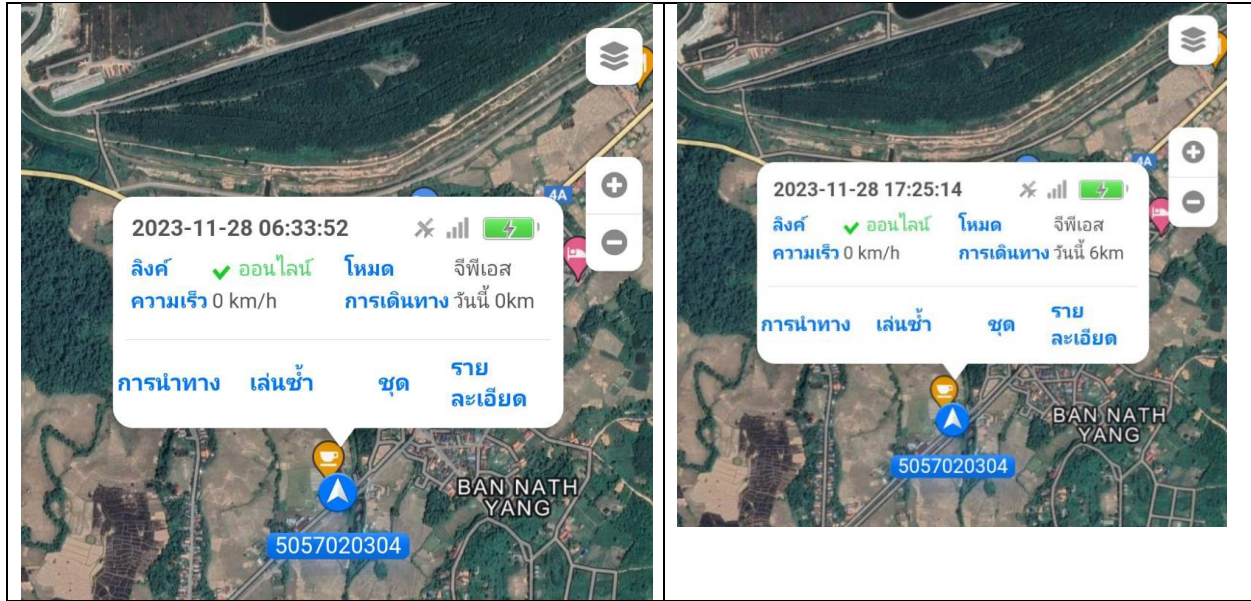 4A
2023-11-28 06:33:52
ลิงค์ ออนไลน์ โหมด จีพีเอส
ความเร็ว 0 km/h การเดินทาง วันนี้ 0km
การนำทาง เล่นซ้ำ ชุด ราย
ละเอียด
BAN NATH
YANG
5057020304
4A
2023-11-28 17:25:14
ลิงค์ ออนไลน์ โหมด จีพีเอส
ความเร็ว 0 km/h การเดินทาง วันนี้ 6km
การนำทาง เล่นซ้ำ ชุด ราย
ละเอียด
BAN NATH
YANG
5057020304